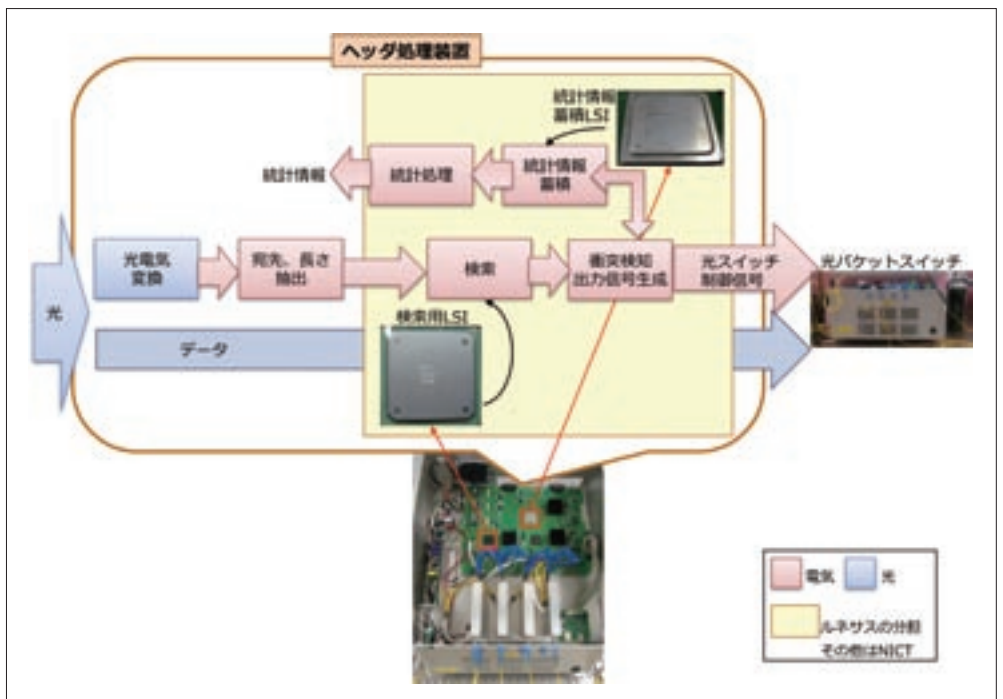 ヘッダ処理装置
統計情報
蓄積LSI
統計情報
統計処理
統計情報
蓄積
光
光電気
変換
宛先、長さ
抽出
検索
衝突検知
出力信号生成
光スイッチ
制御信号
光パケットスイッチ
検索用LSI
データ
電気
光
ルネサスの分担
その他はNICT